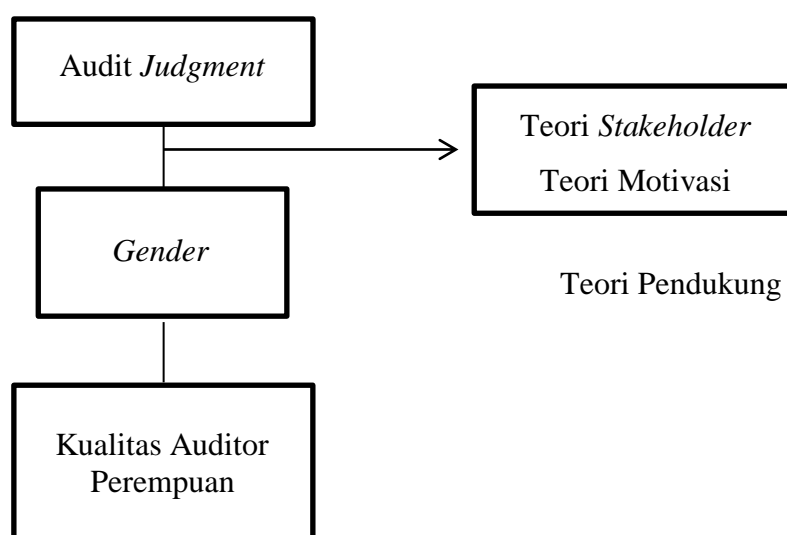 Audit Judgment
Teori Stakeholder
Teori Motivasi
Gender
Teori Pendukung
Kualitas Auditor
Perempuan